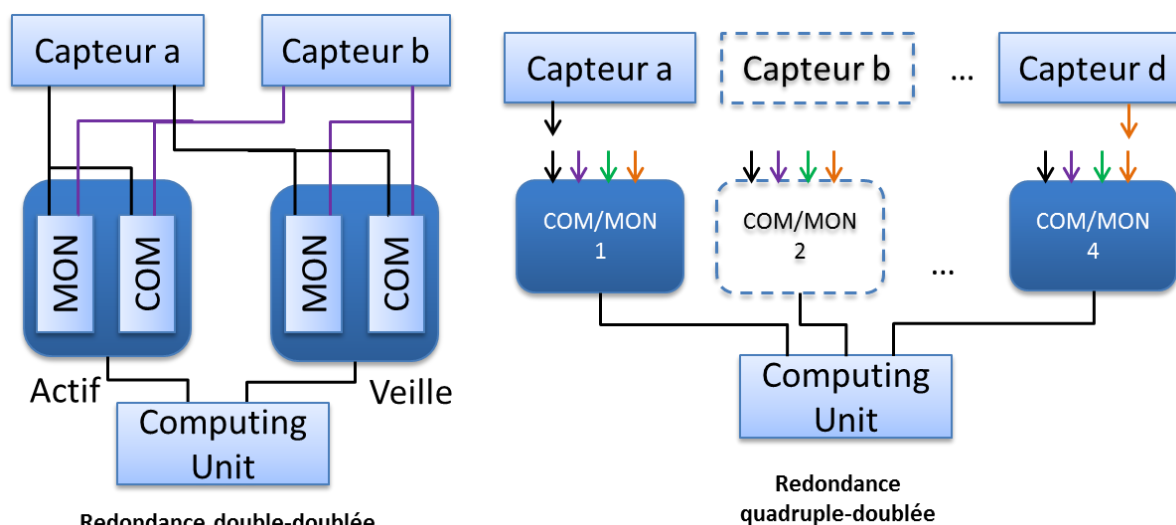 Capteur a
Capteur b
MON
COM
MON
COM
Actif
Veille
Computing
Unit
Redondance double-doublée
Capteur a
Capteur b
...
Capteur d
COM/MON
1
COM/MON
2
...
COM/MON
4
Computing
Unit
Redondance
quadruple-doublée